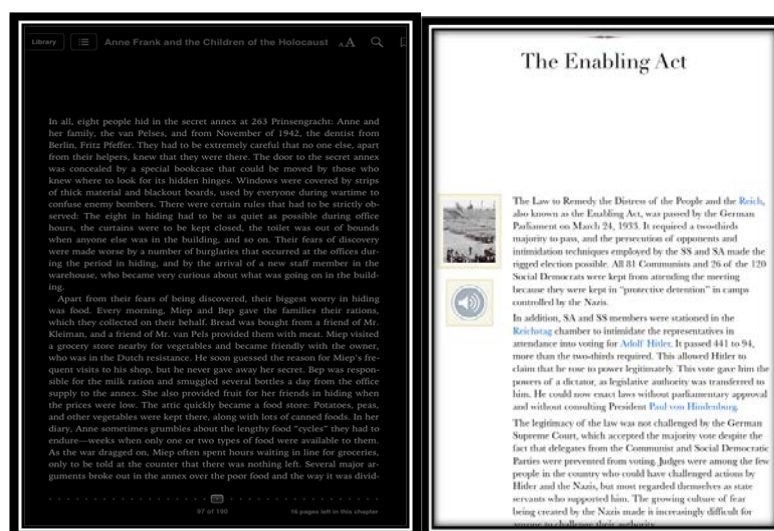 Library
Anne Frank and the Children of the Holocaust
AA
In all, eight people hid in the secret annex at 263 Prinsengracht: Anne and
her family, the van Pelses, and from November of 1942, the dentist from
Berlin, Fritz Pfeffer. They had to be extremely careful that no one else, apart
from their helpers, knew that they were there. The door to the secret annex
was concealed by a special bookcase that could be moved by those who
knew where to look for its hidden hinges. Windows were covered by strips
of thick material and blackout boards, used by everyone during wartime to
confuse enemy bombers. There were certain rules that had to be strictly ob-
served: The eight in hiding had to be as quiet as possible during office
hours, the curtains were to be kept closed, the toilet was out of bounds
when anyone else was in the building, and so on. Their fears of discovery
were made worse by a number of burglaries that occurred at the offices dur-
ing the period in hiding, and by the arrival of a new staff member in the
warehouse, who became very curious about what was going on in the build-
ing.
Apart from their fears of being discovered, their biggest worry in hiding
was food. Every morning, Miep and Bep gave the families their rations,
which they collected on their behalf. Bread was bought from a friend of Mr.
Kleiman, and a friend of Mr. van Pels provided them with meat. Miep visited
a grocery store nearby for vegetables and became friendly with the owner,
who was in the Dutch resistance. He soon guessed the reason for Miep's fre-
quent visits to his shop, but he never gave away her secret. Bep was respon-
sible for the milk ration and smuggled several bottles a day from the office
supply to the annex. She also provided fruit for her friends in hiding when
the prices were low. The attic quickly became a food store: Potatoes, peas,
and other vegetables were kept there, along with lots of canned foods. In her
diary, Anne sometimes grumbles about the lengthy food "cycles" they had to
endure—weeks when only one or two types of food were available to them.
As the war dragged on, Miep often spent hours waiting in line for groceries,
only to be told at the counter that there was nothing left. Several major ar-
guments broke out in the annex over the poor food and the way it was divid-
97 of 190
16 pages left in this chapter
The Enabling Act
The Law to Remedy the Distress of the People and the Reich,
also known as the Enabling Act, was passed by the German
Parliament on March 24, 1933. It required a two-thirds
majority to pass, and the persecution of opponents and
intimidation techniques employed by the SS and SA made the
rigged election possible. All 81 Communists and 26 of the 120
Social Democrats were kept from attending the meeting
because they were kept in "protective detention" in camps
controlled by the Nazis.
In addition, SA and SS members were stationed in the
Reichstag chamber to intimidate the representatives in
attendance into voting for Adolf Hitler. It passed 441 to 94,
more than the two-thirds required. This allowed Hitler to
claim that he rose to power legitimately. This vote gave him the
powers of a dictator, as legislative authority was transferred to
him. He could now enact laws without parliamentary approval
and without consulting President Paul von Hindenburg.
The legitimacy of the law was not challenged by the German
Supreme Court, which accepted the majority vote despite the
fact that delegates from the Communist and Social Democratic
Parties were prevented from voting. Judges were among the few
people in the country who could have challenged actions by
Hitler and the Nazis, but most regarded themselves as state
servants who supported him. The growing culture of fear
being created by the Nazis made it increasingly difficult for
anyone to challenge their authority.